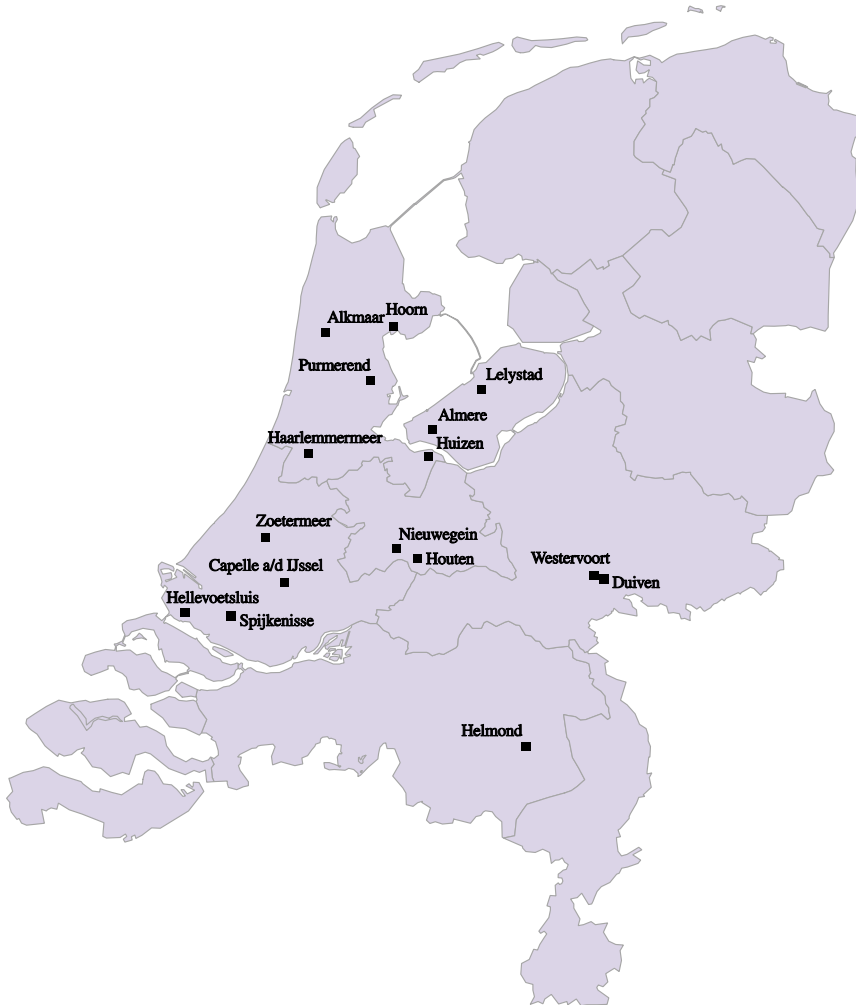 Hoorn
Alkmaar
Purmerend
Lelystad
Almere
Haarlemmermeer
Huizen
Zoetermeer
Nieuwegein
Houten
Westervoort
Capelle a/d IJssel
Duiven
Hellevoetsluis
Spijkenisse
Helmond